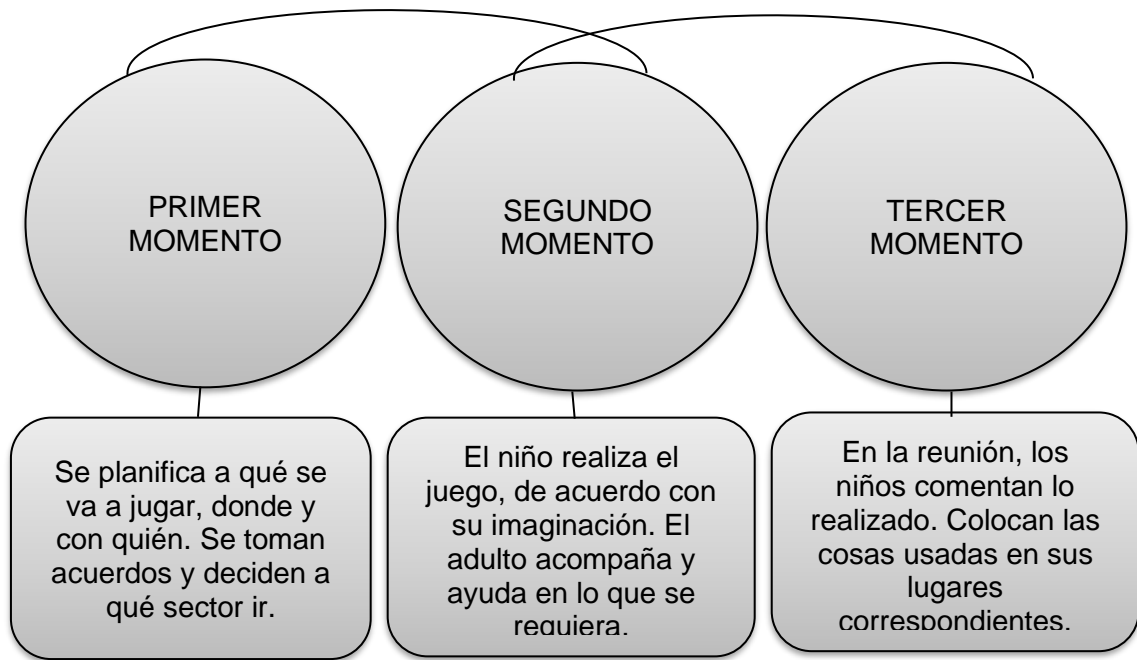 PRIMER
MOMENTO
SEGUNDO
MOMENTO
TERCER
MOMENTO
Se planifica a qué se
va a jugar, donde y
con quién. Se toman
acuerdos y deciden a
qué sector ir.
El niño realiza el
juego, de acuerdo con
su imaginación. El
adulto acompaña y
ayuda en lo que se
requiera.
En la reunión, los
niños comentan lo
realizado. Colocan las
cosas usadas en sus
lugares
correspondientes.